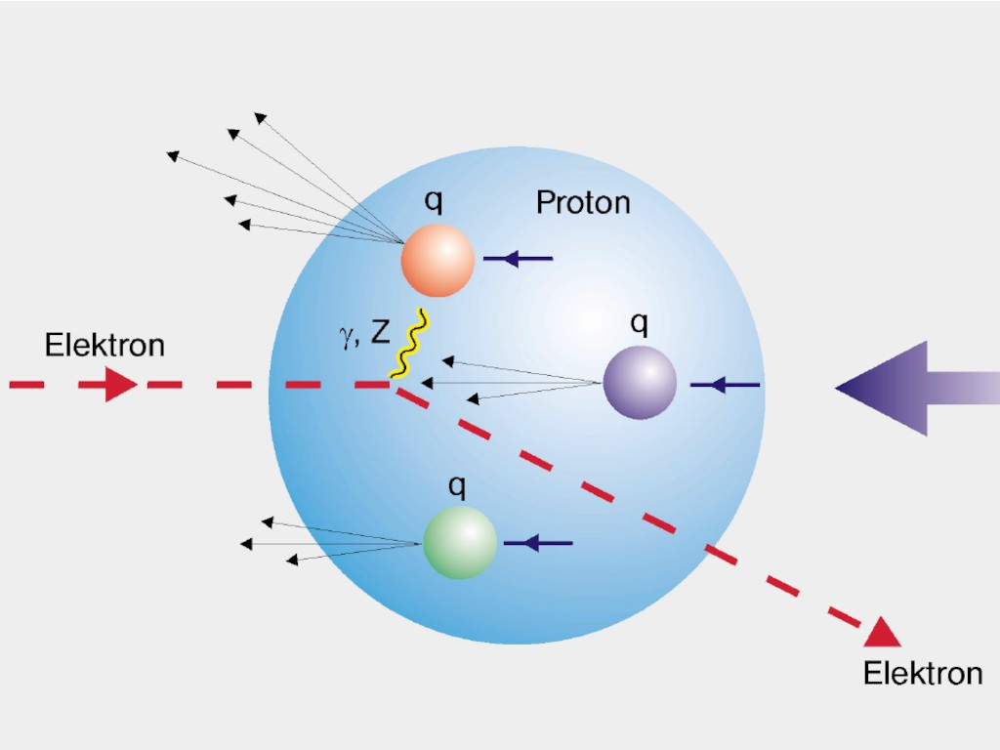 q
Proton
γ, Z
q
Elektron
q
Elektron